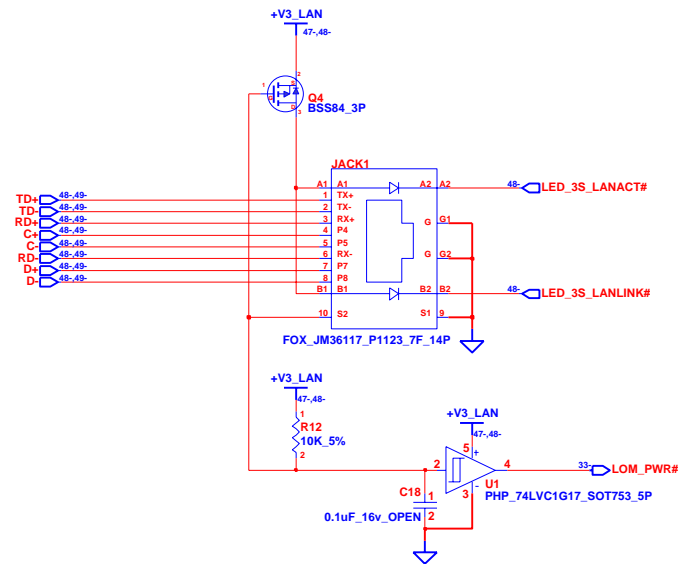 +V3_LAN
47-,48-
2
1
S
G
D
Q4
BSS84_3P
3
JACK1
A1 A1 A2 A2 48- LED_3S_LANACT#
TD+ 48-,49- 1 TX+
TD- 48-,49- 2 TX-
RD+ 48-,49- 3 RX+ G G1
C+ 48-,49- 4 P4
C- 48-,49- 5 P5
RD- 48-,49- 6 RX- G G2
D+ 48-,49- 7 P7
D- 48-,49- 8 P8
B1 B1 B2 B2 48- LED_3S_LANLINK#
10 S2 S1 9
FOX_JM36117_P1123_7F_14P
+V3_LAN
47-,48-
1
R12
10K_5%
2
+V3_LAN
47-,48-
5 +
2 4 33- LOM_PWR#
3 -
U1
PHP_74LVC1G17_SOT753_5P
C18 1
2
0.1uF_16v_OPEN